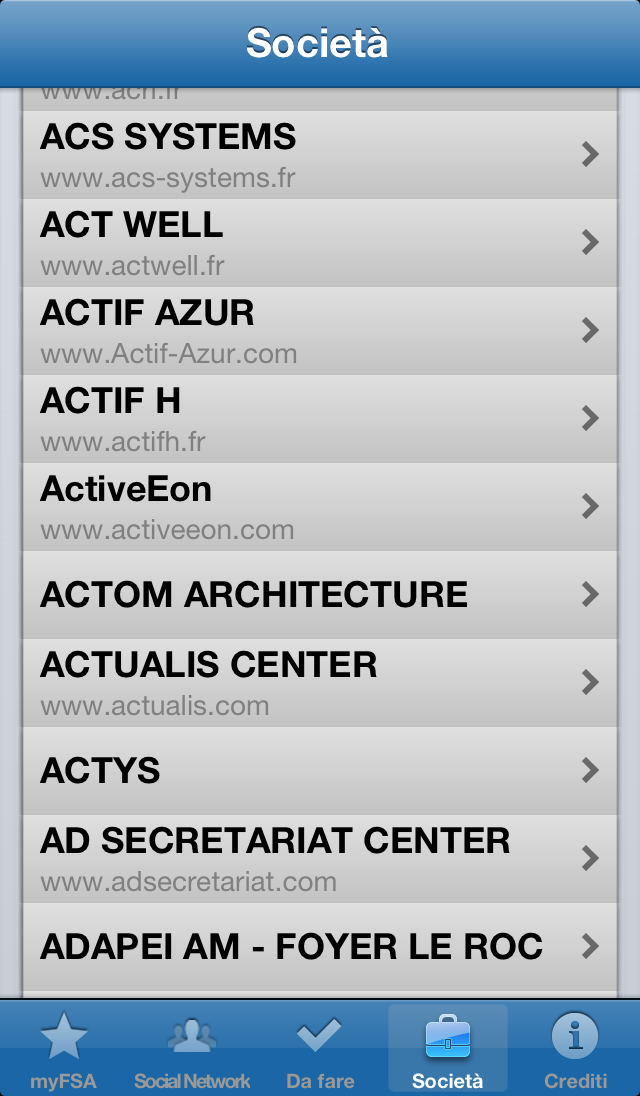 Società
www.acri.fr
ACS SYSTEMS
www.acs-systems.fr
ACT WELL
www.actwell.fr
ACTIF AZUR
www.Actif-Azur.com
ACTIF H
www.actifh.fr
ActiveEon
www.activeeon.com
ACTOM ARCHITECTURE
ACTUALIS CENTER
www.actualis.com
ACTYS
AD SECRETARIAT CENTER
www.adsecretariat.com
ADAPEI AM - FOYER LE ROC
myFSA
Social Network
Da fare
Società
Crediti